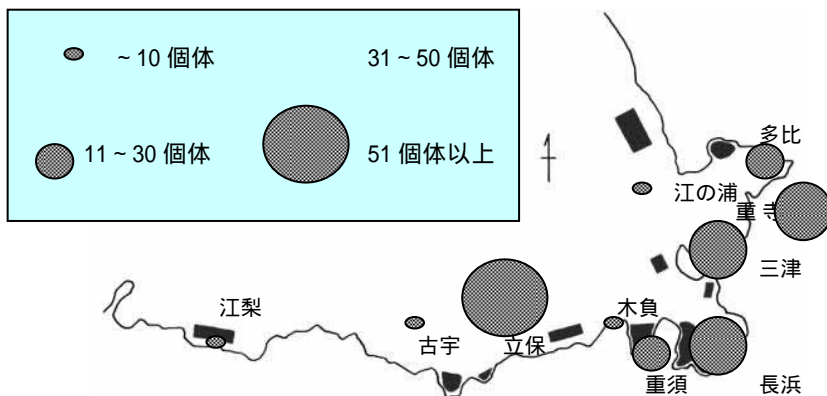 ~ 10 個体
31 ~ 50 個体
11 ~ 30 個体
51 個体以上
多比
江の浦
重寺
三津
江梨
木負
古宇
立保
重須
長浜